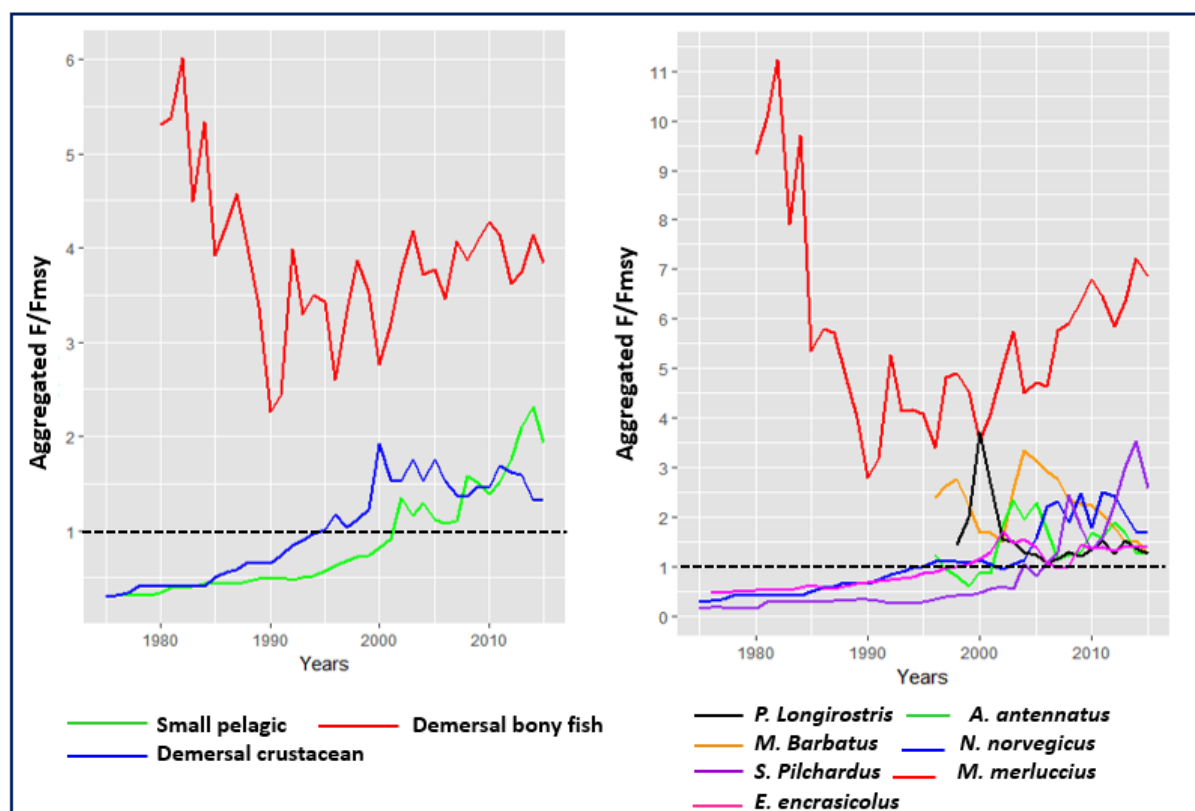 Aggregated F/Fmsy
6
5
4
3
2
1
1980 1990 2000 2010
Years
Small pelagic Demersal bony fish
Demersal crustacean
Aggregated F/Fmsy
11
10
9
8
7
6
5
4
3
2
1
0
1980 1990 2000 2010
Years
P. Longirostris A. antennatus
M. Barbatus N. norvegicus
S. Pilchardus M. merluccius
E. encrasicolus